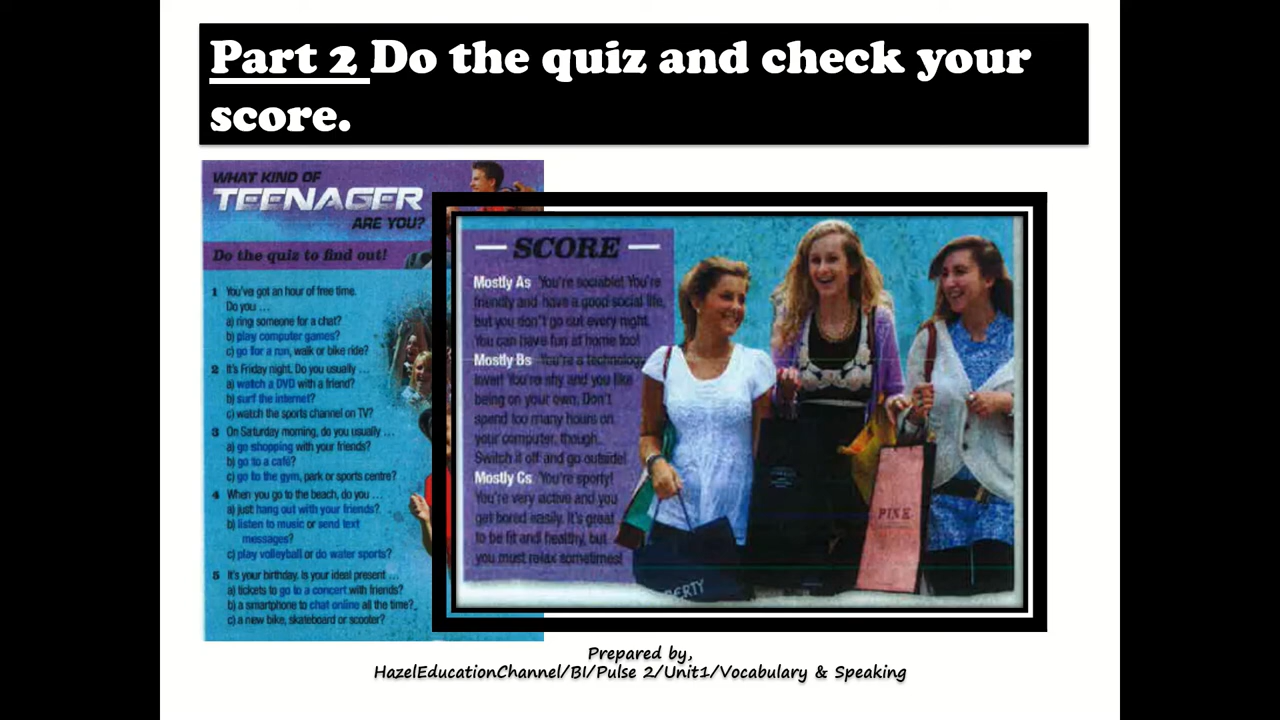 Part 2 Do the quiz and check your
score.
WHAT KIND OF
TEENAGER
ARE YOU?
Do the quiz to find out!
1 You've got an hour of free time.
Do you ...
a) ring someone for a chat?
b) play computer games?
c) go for a run, walk or bike ride?
2 It's Friday night. Do you usually ...
a) watch a DVD with a friend?
b) surf the internet?
c) watch the sports channel on TV?
3 On Saturday morning, do you usually ...
a) go shopping with your friends?
b) go to a café?
c) go to the gym, park or sports centre?
4 When you go to the beach, do you ...
a) just hang out with your friends?
b) listen to music or send text
messages?
c) play volleyball or do water sports?
5 It's your birthday. Is your ideal present ...
a) tickets to go to a concert with friends?
b) a smartphone to chat online all the time?
c) a new bike, skateboard or scooter?
SCORE
Mostly As You're sociable! You're
friendly and have a good social life,
but you don't go out every night.
You can have fun at home too!
Mostly Bs You're a technology
lover! You're shy and you like
being on your own. Don't
spend too many hours on
your computer, though.
Switch it off and go outside!
Mostly Cs You're sporty!
You're very active and you
get bored easily. It's great
to be fit and healthy, but
you must relax sometimes!
PINK
Prepared by,
HazelEducationChannel/BI/Pulse 2/Unit1/Vocabulary & Speaking